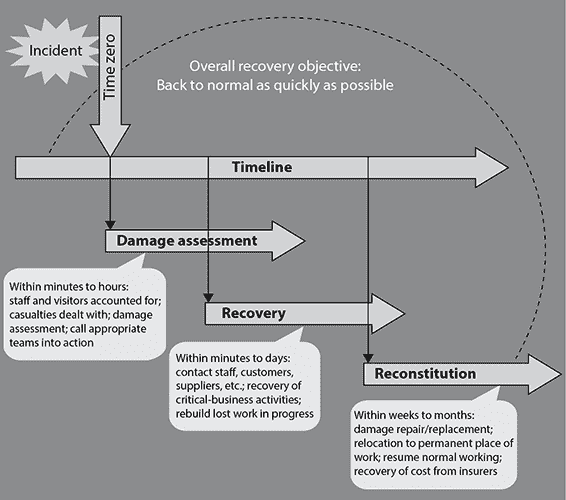 Incident
Time zero
Overall recovery objective:
Back to normal as quickly as possible
Timeline
Damage assessment
Within minutes to hours:
staff and visitors accounted for;
casualties dealt with; damage
assessment; call appropriate
teams into action
Recovery
Within minutes to days:
contact staff, customers,
suppliers, etc.; recovery of
critical-business activities;
rebuild lost work in progress
Reconstitution
Within weeks to months:
damage repair/replacement;
relocation to permanent place of
work; resume normal working;
recovery of cost from insurers